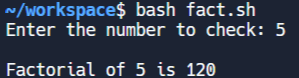 ~/workspace$ bash fact.sh
Enter the number to check: 5
Factorial of 5 is 120